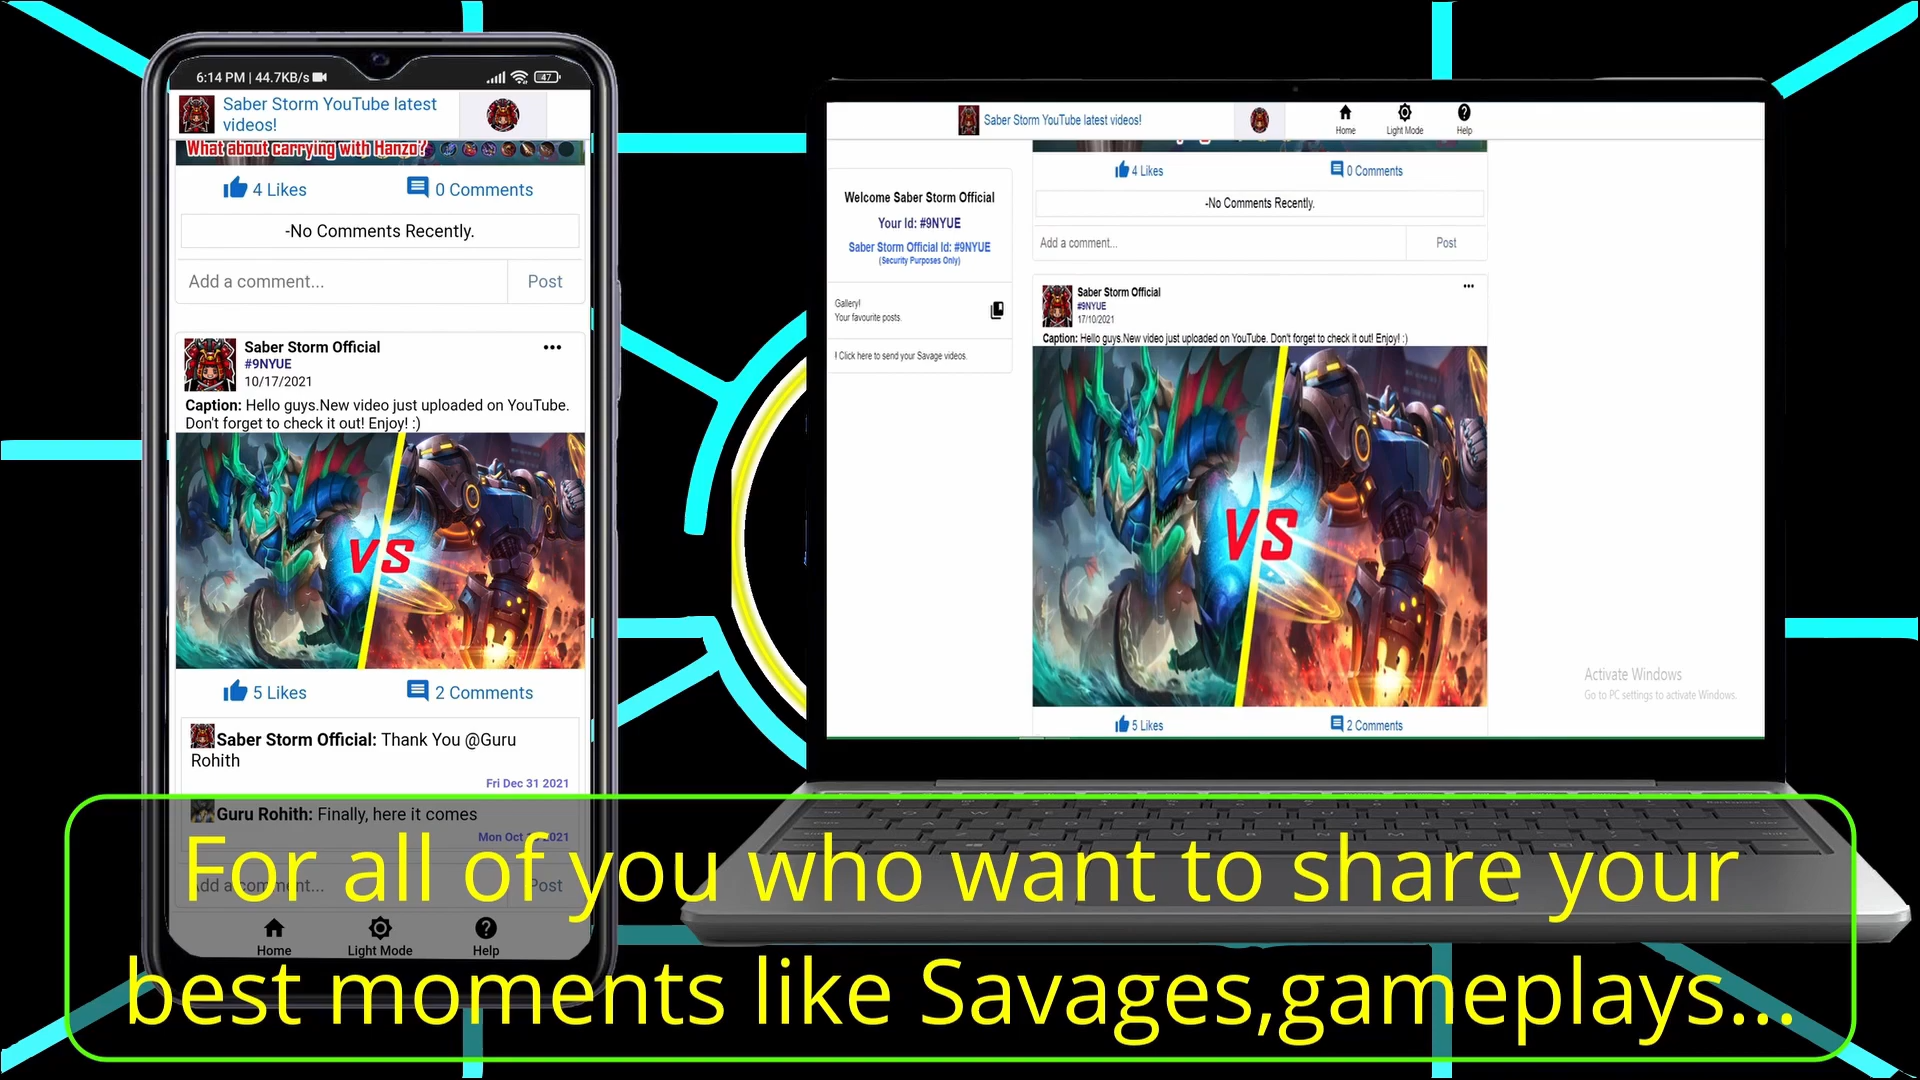 6:14 PM | 44.7KB/s
47
Saber Storm YouTube latest
videos!
What about carrying with Hanzo?
4 Likes
0 Comments
-No Comments Recently.
Add a comment...
Post
Saber Storm Official
#9NYUE
10/17/2021
Caption: Hello guys.New video just uploaded on YouTube.
Don't forget to check it out! Enjoy! :)
VS
5 Likes
2 Comments
Saber Storm Official: Thank You @Guru
Rohith
Fri Dec 31 2021
Guru Rohith: Finally, here it comes
Mon Oct 2021
Add a comment...
Post
Home
Light Mode
Help
Saber Storm YouTube latest videos!
Home
Light Mode
Help
Welcome Saber Storm Official
Your Id: #9NYUE
Saber Storm Official Id: #9NYUE
(Security Purposes Only)
Gallery!
Your favourite posts.
! Click here to send your Savage videos.
4 Likes
0 Comments
-No Comments Recently.
Add a comment...
Post
Saber Storm Official
#9NYUE
17/10/2021
Caption: Hello guys.New video just uploaded on YouTube. Don't forget to check it out! Enjoy! :)
VS
5 Likes
2 Comments
Activate Windows
Go to PC settings to activate Windows.
For all of you who want to share your
best moments like Savages,gameplays...